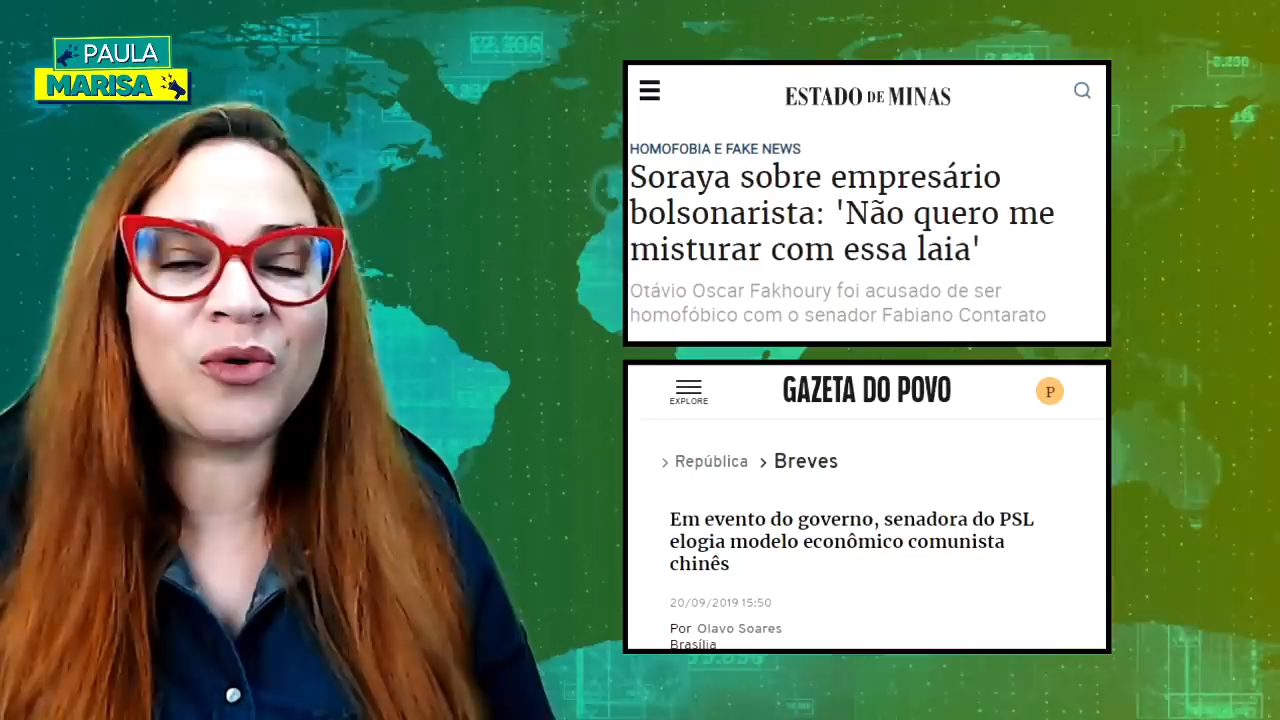 PAULA
MARISA
ESTADO DE MINAS
HOMOFOBIA E FAKE NEWS
Soraya sobre empresário
bolsonarista: 'Não quero me
misturar com essa laia'
Otávio Oscar Fakhoury foi acusado de ser
homofóbico com o senador Fabiano Contarato
EXPLORE
GAZETA DO POVO
P
> República > Breves
Em evento do governo, senadora do PSL
elogia modelo econômico comunista
chinês
20/09/2019 15:50
Por Olavo Soares
Brasília